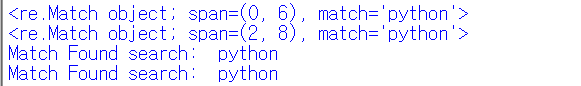 <re.Match object; span=(0, 6), match='python'>
<re.Match object; span=(2, 8), match='python'>
Match Found search:  python
Match Found search:  python